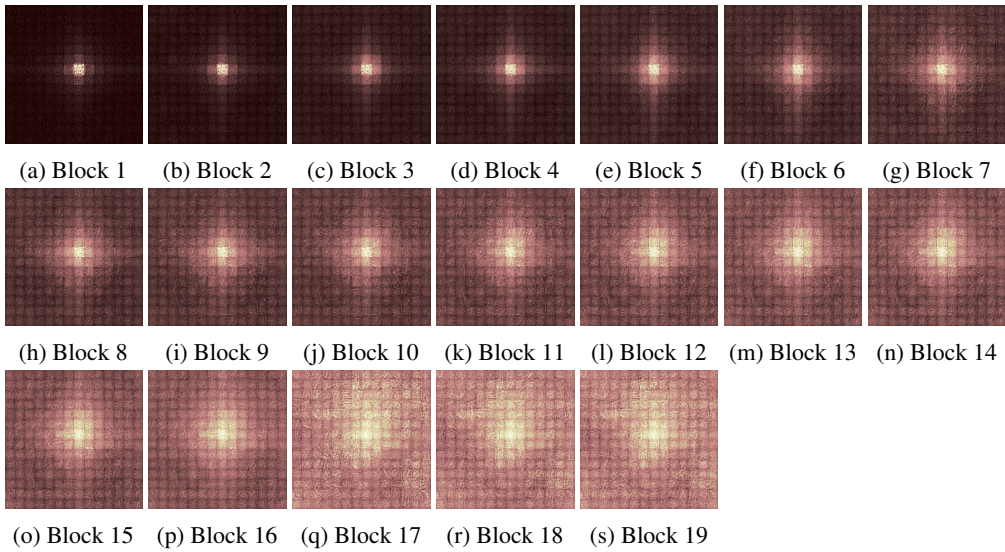 (a) Block 1 (b) Block 2 (c) Block 3 (d) Block 4 (e) Block 5 (f) Block 6 (g) Block 7
(h) Block 8 (i) Block 9 (j) Block 10 (k) Block 11 (l) Block 12 (m) Block 13 (n) Block 14
(o) Block 15 (p) Block 16 (q) Block 17 (r) Block 18 (s) Block 19